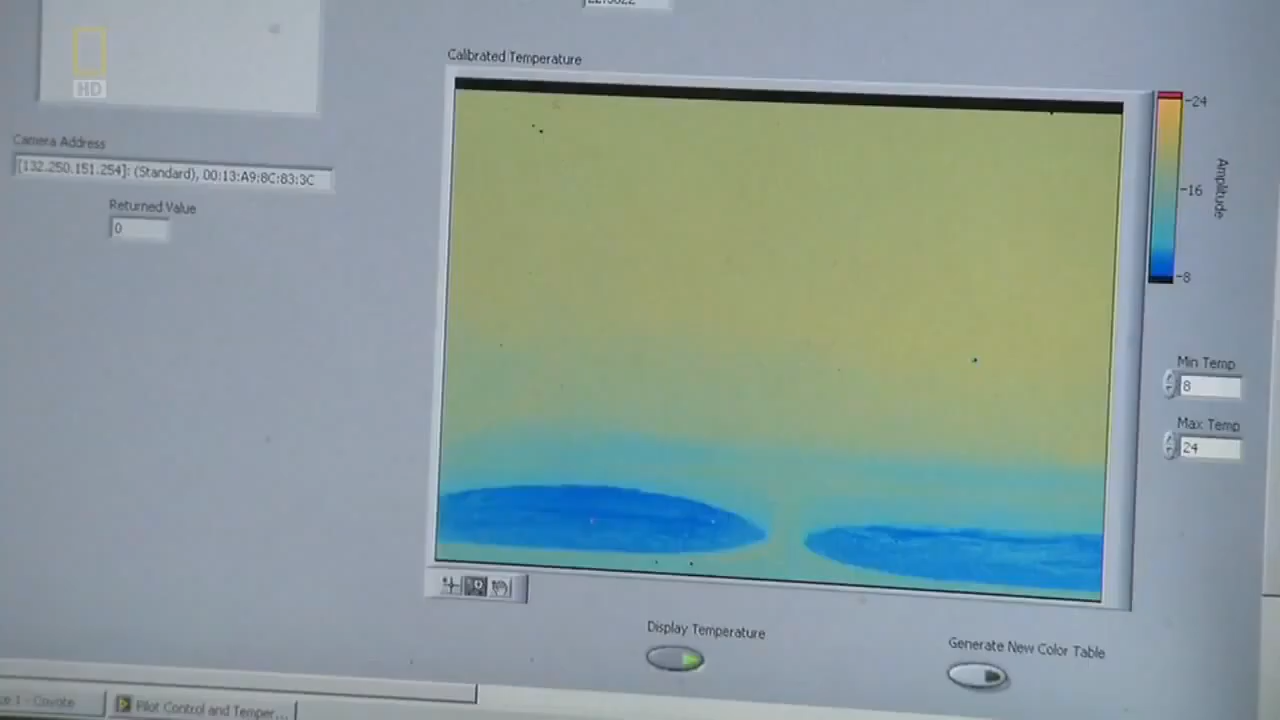 HD
Calibrated Temperature
Camera Address
[132.250.151.254]: (Standard), 00:13:A9:8C:83:3C
Returned Value
0
24
16
8
Amplitude
Min Temp
8
Max Temp
24
Display Temperature
Generate New Color Table
1 - Coyote
Pilot Control and Temper...